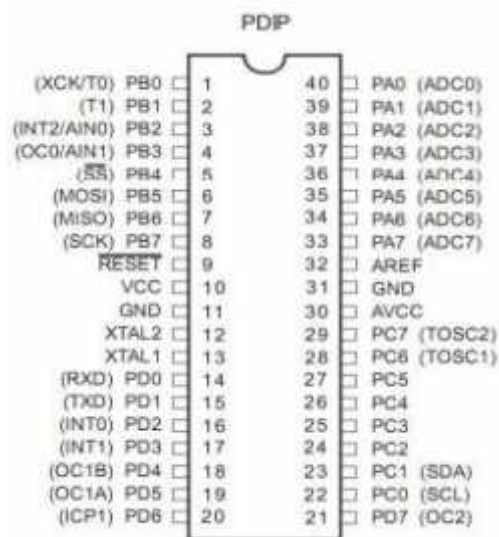 PDIP
(XCK/T0) PB0 1 40 PA0 (ADC0)
(T1) PB1 2 39 PA1 (ADC1)
(INT2/AIN0) PB2 3 38 PA2 (ADC2)
(OC0/AIN1) PB3 4 37 PA3 (ADC3)
(SS) PB4 5 36 PA4 (ADC4)
(MOSI) PB5 6 35 PA5 (ADC5)
(MISO) PB6 7 34 PA6 (ADC6)
(SCK) PB7 8 33 PA7 (ADC7)
RESET 9 32 AREF
VCC 10 31 GND
GND 11 30 AVCC
XTAL2 12 29 PC7 (TOSC2)
XTAL1 13 28 PC6 (TOSC1)
(RXD) PD0 14 27 PC5
(TXD) PD1 15 26 PC4
(INT0) PD2 16 25 PC3
(INT1) PD3 17 24 PC2
(OC1B) PD4 18 23 PC1 (SDA)
(OC1A) PD5 19 22 PC0 (SCL)
(ICP1) PD6 20 21 PD7 (OC2)